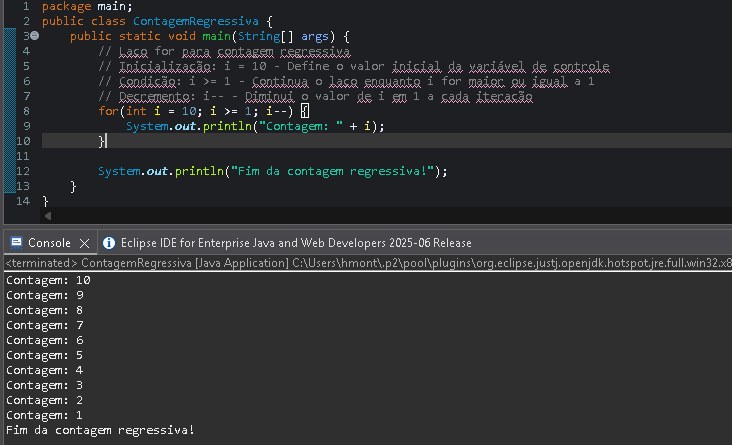 1 package main;
2 public class ContagemRegressiva {
3 public static void main(String[] args) {
4 // Laço for para contagem regressiva
5 // Inicialização: i = 10 - Define o valor inicial da variável de controle
6 // Condição: i >= 1 - Continua o laço enquanto i for maior ou igual a 1
7 // Decremento: i-- - Diminui o valor de i em 1 a cada iteração
8 for(int i = 10; i >= 1; i--) {
9 System.out.println("Contagem: " + i);
10 }
11
12 System.out.println("Fim da contagem regressiva!");
13 }
14 }
Console Eclipse IDE for Enterprise Java and Web Developers 2025-06 Release
<terminated> ContagemRegressiva [Java Application] C:\Users\hmont\.p2\pool\plugins\org.eclipse.justj.openjdk.hotspot.jre.full.win32.x8
Contagem: 10
Contagem: 9
Contagem: 8
Contagem: 7
Contagem: 6
Contagem: 5
Contagem: 4
Contagem: 3
Contagem: 2
Contagem: 1
Fim da contagem regressiva!